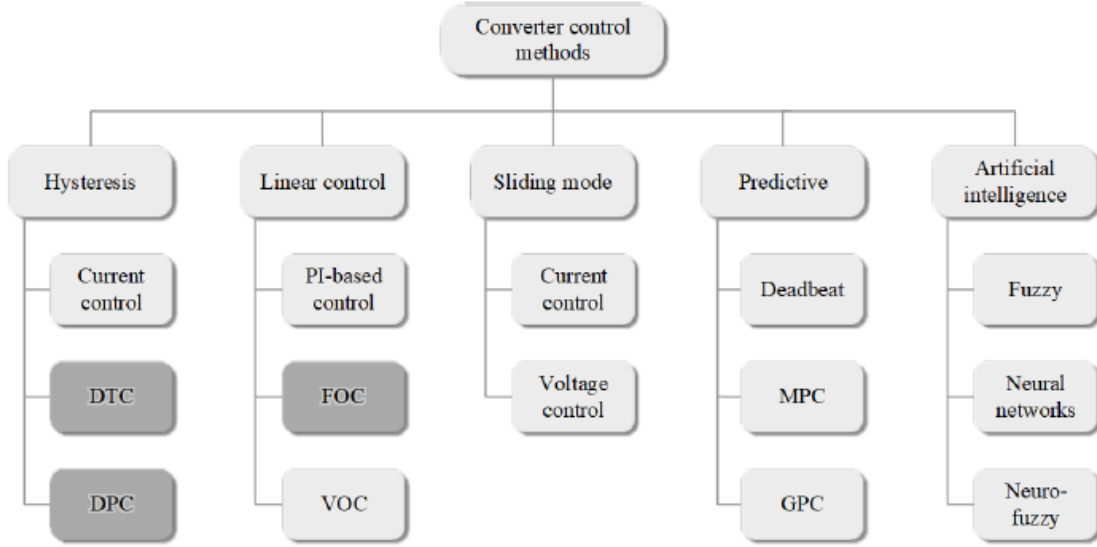 Converter control
methods
Hysteresis
Linear control
Sliding mode
Predictive
Artificial
intelligence
Current
control
PI-based
control
Current
control
Deadbeat
Fuzzy
DTC
FOC
Voltage
control
MPC
Neural
networks
DPC
VOC
GPC
Neuro-
fuzzy